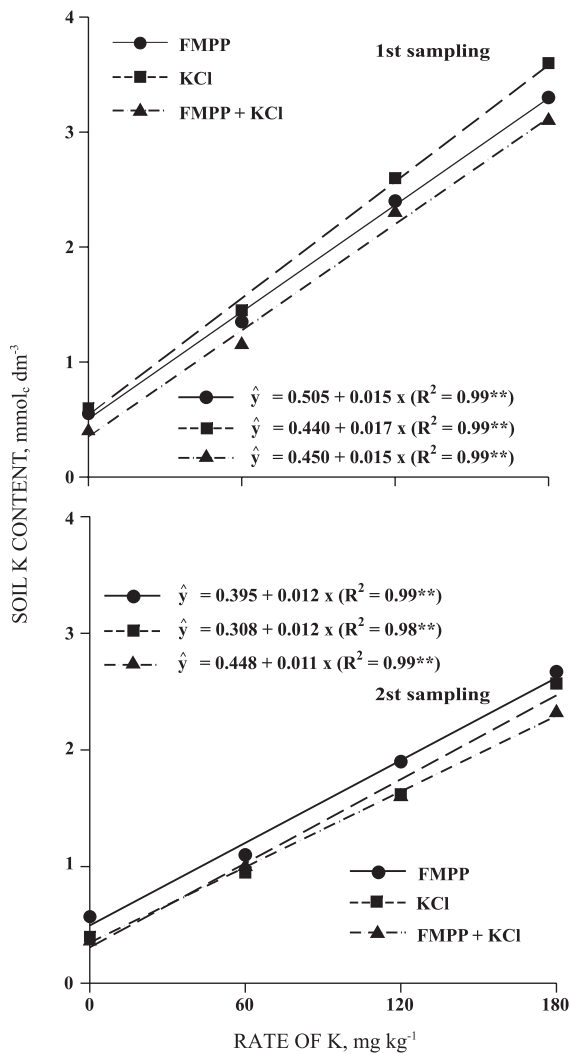 4
FMPP
1st sampling
KCl
FMPP + KCl
3
2
1
ŷ = 0.505 + 0.015 x (R² = 0.99**)
ŷ = 0.440 + 0.017 x (R² = 0.99**)
ŷ = 0.450 + 0.015 x (R² = 0.99**)
0
SOIL K CONTENT, mmol_c dm⁻³
4
ŷ = 0.395 + 0.012 x (R² = 0.99**)
3
ŷ = 0.308 + 0.012 x (R² = 0.98**)
ŷ = 0.448 + 0.011 x (R² = 0.99**)
2st sampling
2
1
FMPP
KCl
FMPP + KCl
0
0 60 120 180
RATE OF K, mg kg⁻¹